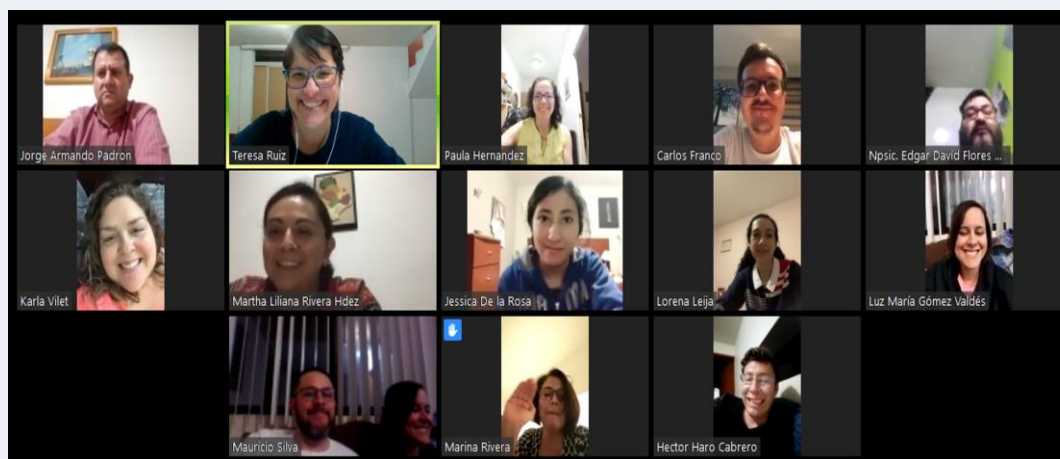 Jorge Armando Padron
Teresa Ruiz
Paula Hernandez
Carlos Franco
Npsic. Edgar David Flores ...
Karla Vilet
Martha Liliana Rivera Hdez
Jessica De la Rosa
Lorena Leija
Luz María Gómez Valdés
Mauricio Silva
Marina Rivera
Hector Haro Cabrero